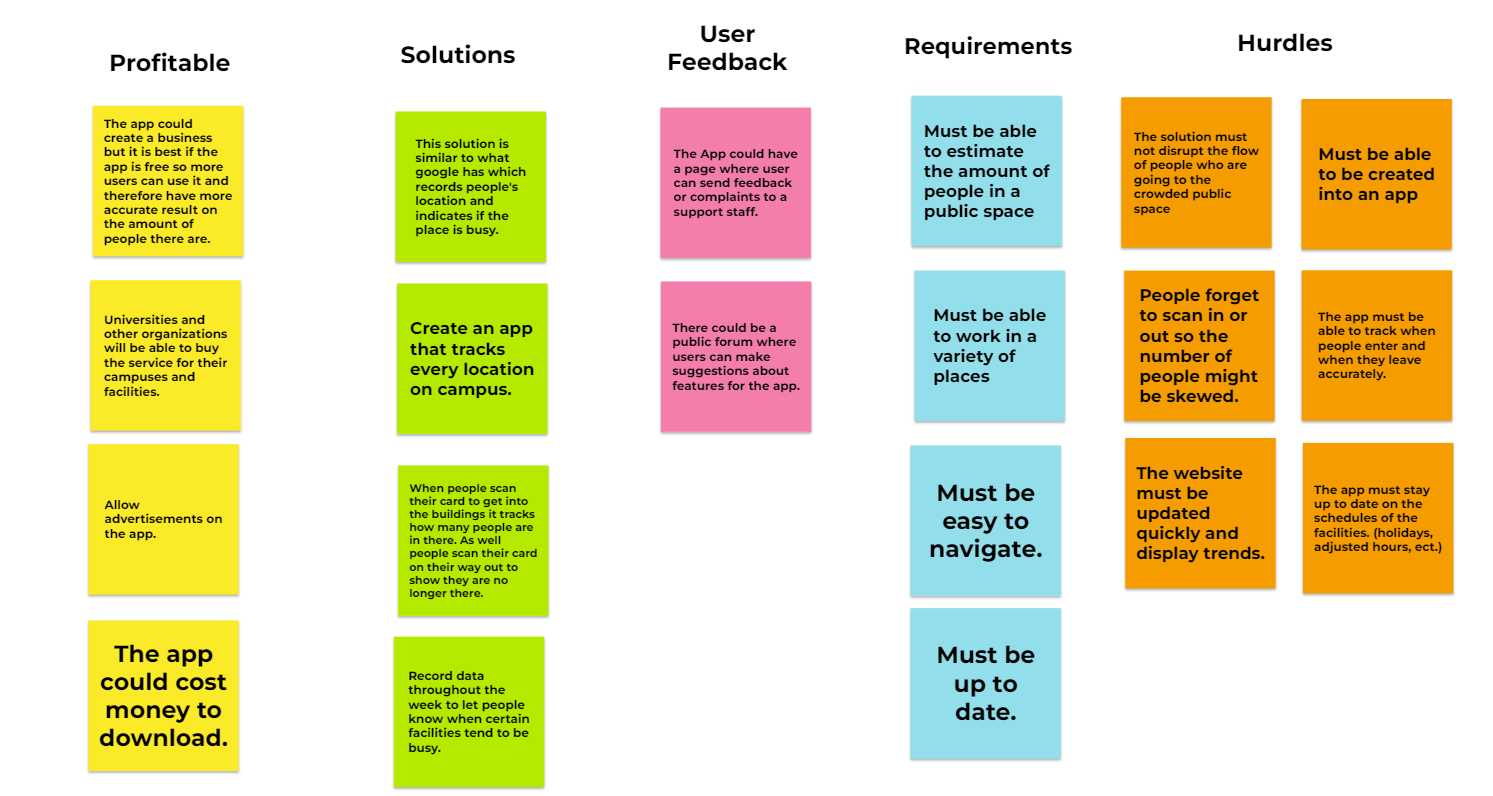 Profitable
The app could
create a business
but it is best if the
app is free so more
users can use it and
therefore have more
accurate result on
the amount of
people there are.
Universities and
other organizations
will be able to buy
the service for their
campuses and
facilities.
Allow
advertisements on
the app.
The app
could cost
money to
download.
Solutions
This solution is
similar to what
google has which
records people's
location and
indicates if the
place is busy.
Create an app
that tracks
every location
on campus.
When people scan
their card to get into
the buildings it tracks
how many people are
in there. As well
people scan their card
on their way out to
show they are no
longer there.
Record data
throughout the
week to let people
know when certain
facilities tend to be
busy.
User
Feedback
The App could have
a page where user
can send feedback
or complaints to a
support staff.
There could be a
public forum where
users can make
suggestions about
features for the app.
Requirements
Must be able
to estimate
the amount of
people in a
public space
Must be able
to work in a
variety of
places
Must be
easy to
navigate.
Must be
up to
date.
Hurdles
The solution must
not disrupt the flow
of people who are
going to the
crowded public
space
Must be able
to be created
into an app
People forget
to scan in or
out so the
number of
people might
be skewed.
The app must be
able to track when
people enter and
when they leave
accurately.
The website
must be
updated
quickly and
display trends.
The app must stay
up to date on the
schedules of the
facilities. (holidays,
adjusted hours, ect.)